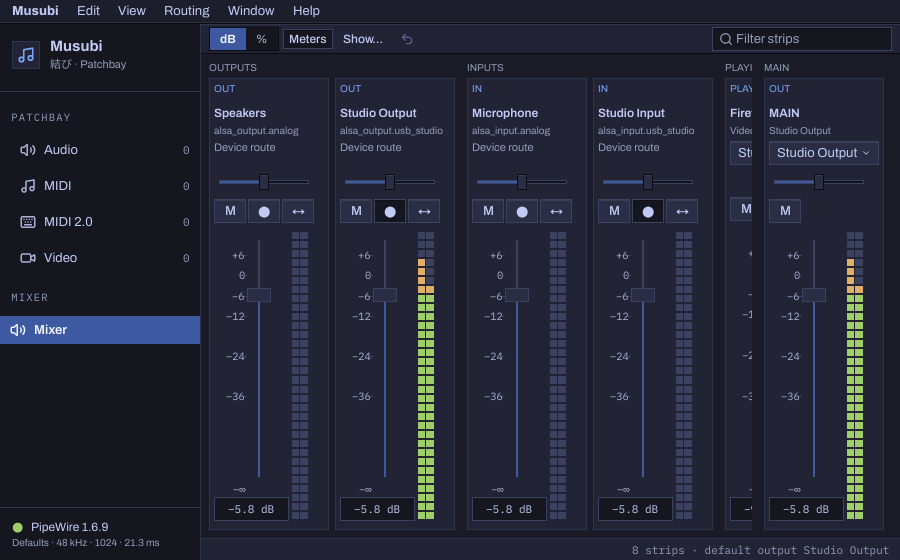 Musubi Edit View Routing Window Help
Musubi
結び · Patchbay
PATCHBAY
Audio 0
MIDI 0
MIDI 2.0 0
Video 0
MIXER
Mixer
PipeWire 1.6.9
Defaults · 48 kHz · 1024 · 21.3 ms
dB % Meters Show... Filter strips
OUTPUTS
OUT
Speakers
alsa_output.analog
Device route
M
+6
0
−6
−12
−24
−36
−∞
−5.8 dB
OUT
Studio Output
alsa_output.usb_studio
Device route
M
+6
0
−6
−12
−24
−36
−∞
−5.8 dB
INPUTS
IN
Microphone
alsa_input.analog
Device route
M
+6
0
−6
−12
−24
−36
−∞
−5.8 dB
IN
Studio Input
alsa_input.usb_studio
Device route
M
+6
0
−6
−12
−24
−36
−∞
−5.8 dB
MAIN
OUT
MAIN
Studio Output
Studio Output
M
+6
0
−6
−12
−24
−36
−∞
−5.8 dB
8 strips · default output Studio Output